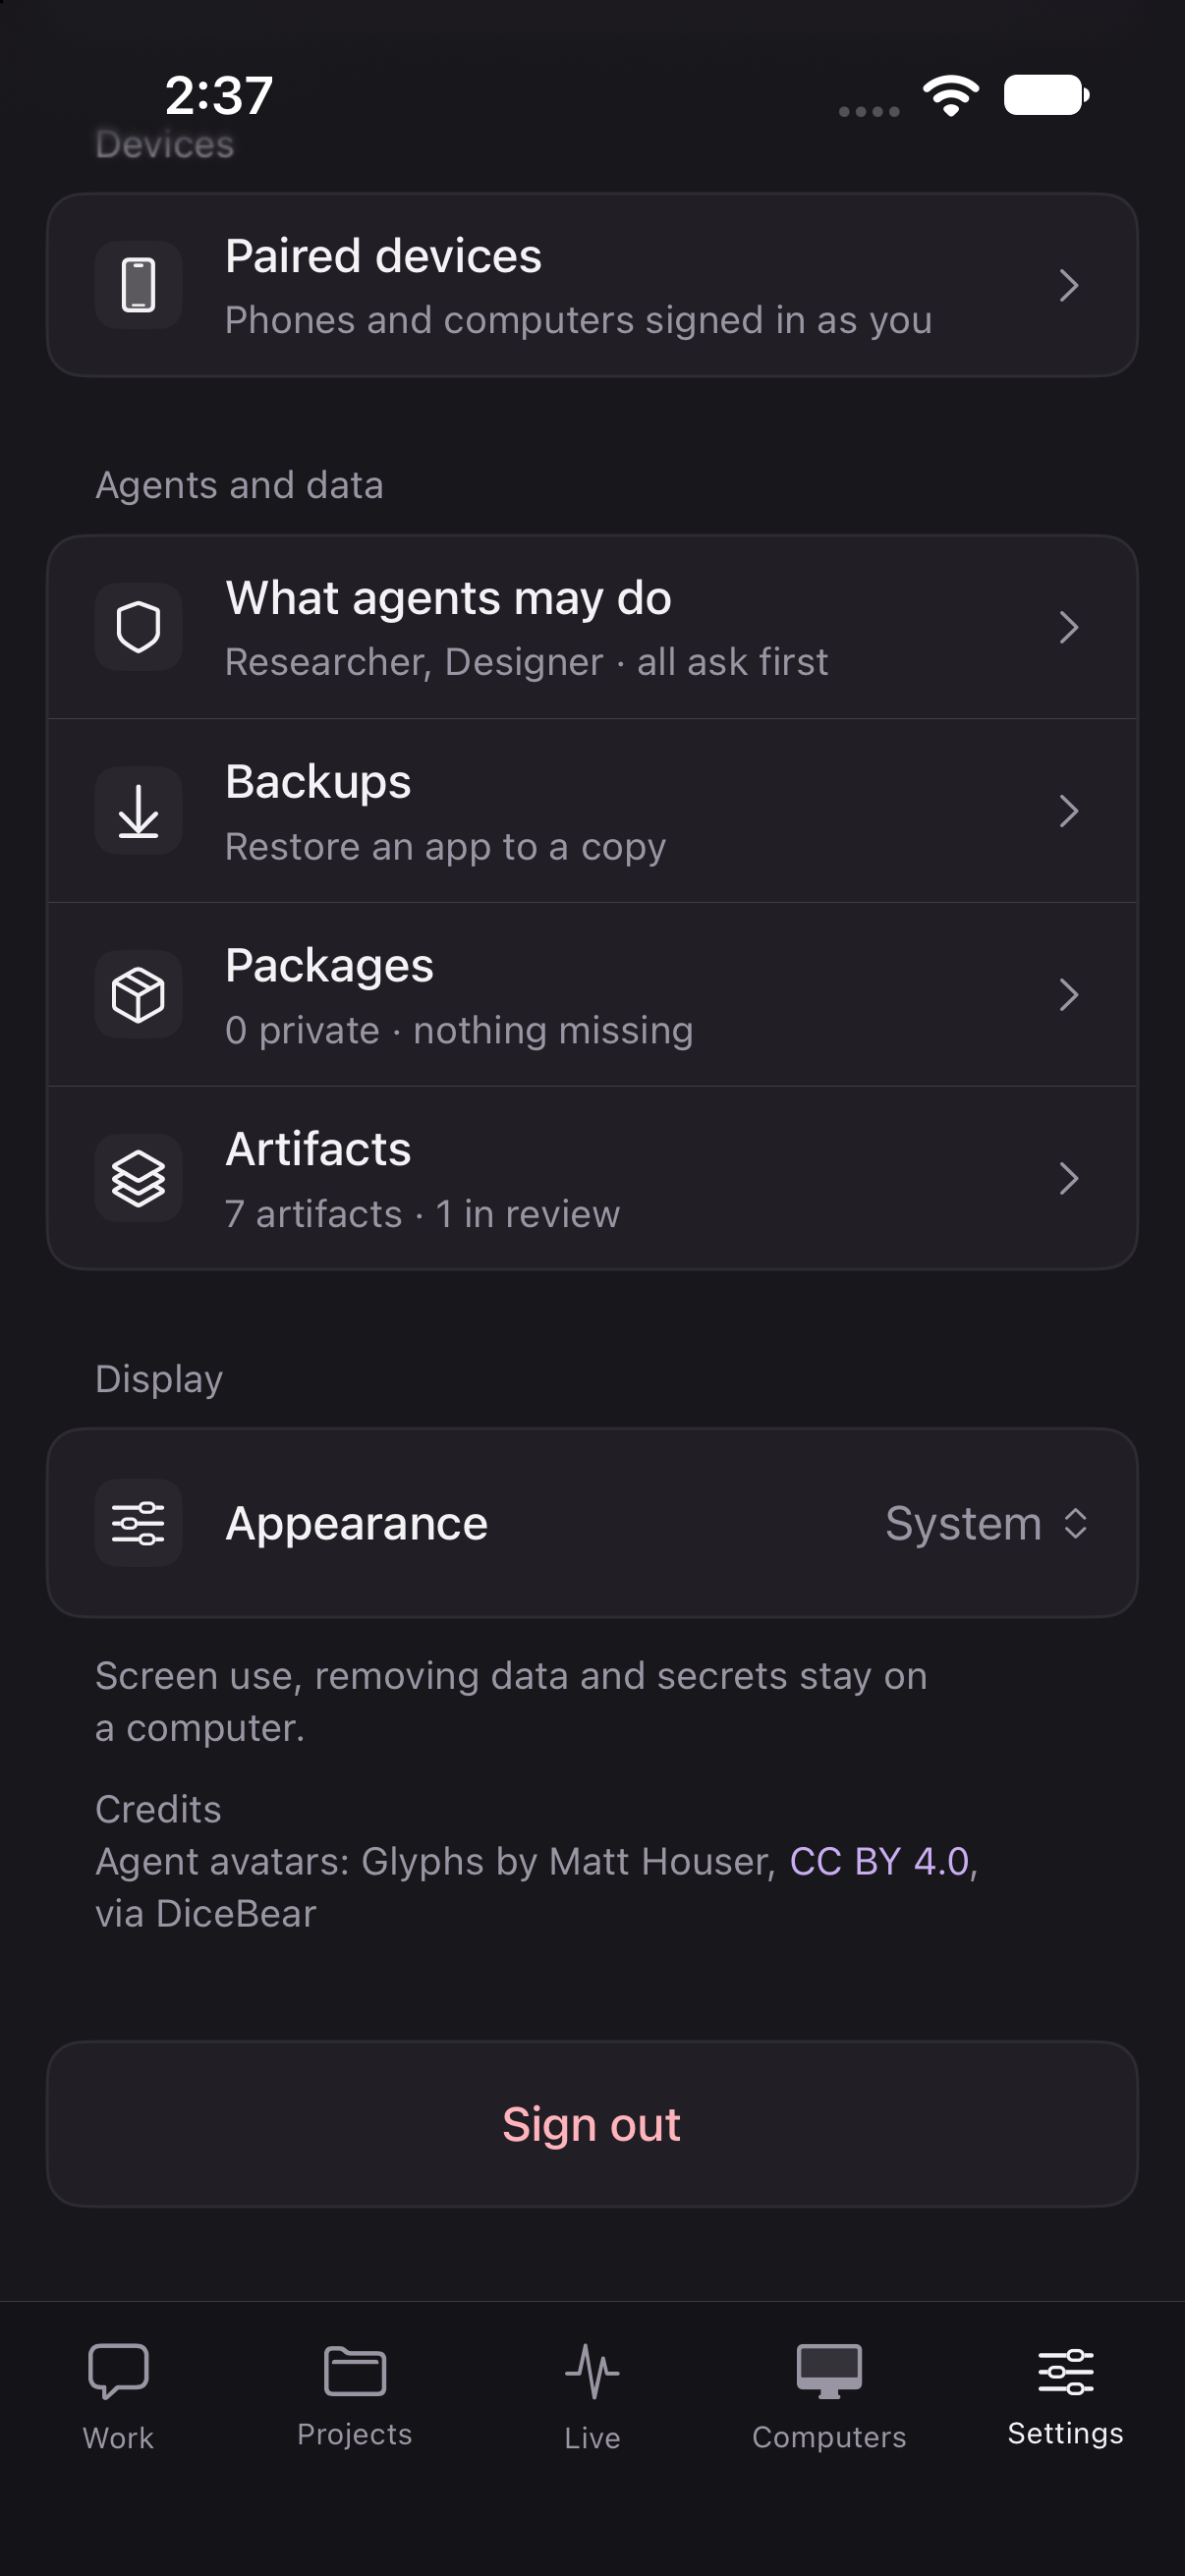 2:37
Devices
Paired devices
Phones and computers signed in as you
Agents and data
What agents may do
Researcher, Designer · all ask first
Backups
Restore an app to a copy
Packages
0 private · nothing missing
Artifacts
7 artifacts · 1 in review
Display
Appearance
System
Screen use, removing data and secrets stay on
a computer.
Credits
Agent avatars: Glyphs by Matt Houser, CC BY 4.0,
via DiceBear
Sign out
Work
Projects
Live
Computers
Settings